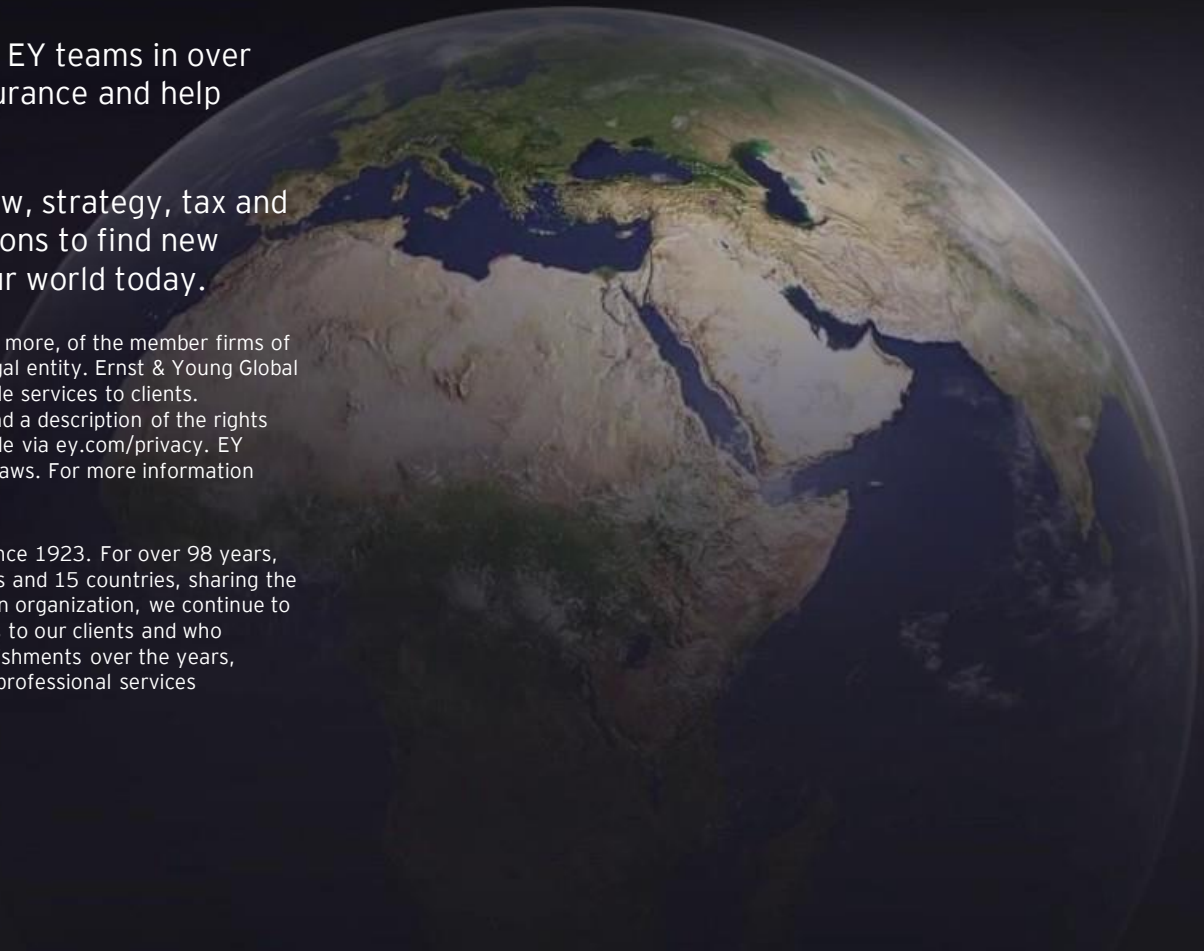 EY teams in over
urance and help
w, strategy, tax and
ons to find new
ur world today.
more, of the member firms of
gal entity. Ernst & Young Global
le services to clients.
nd a description of the rights
le via ey.com/privacy. EY
aws. For more information
nce 1923. For over 98 years,
s and 15 countries, sharing the
n organization, we continue to
to our clients and who
shments over the years,
professional services